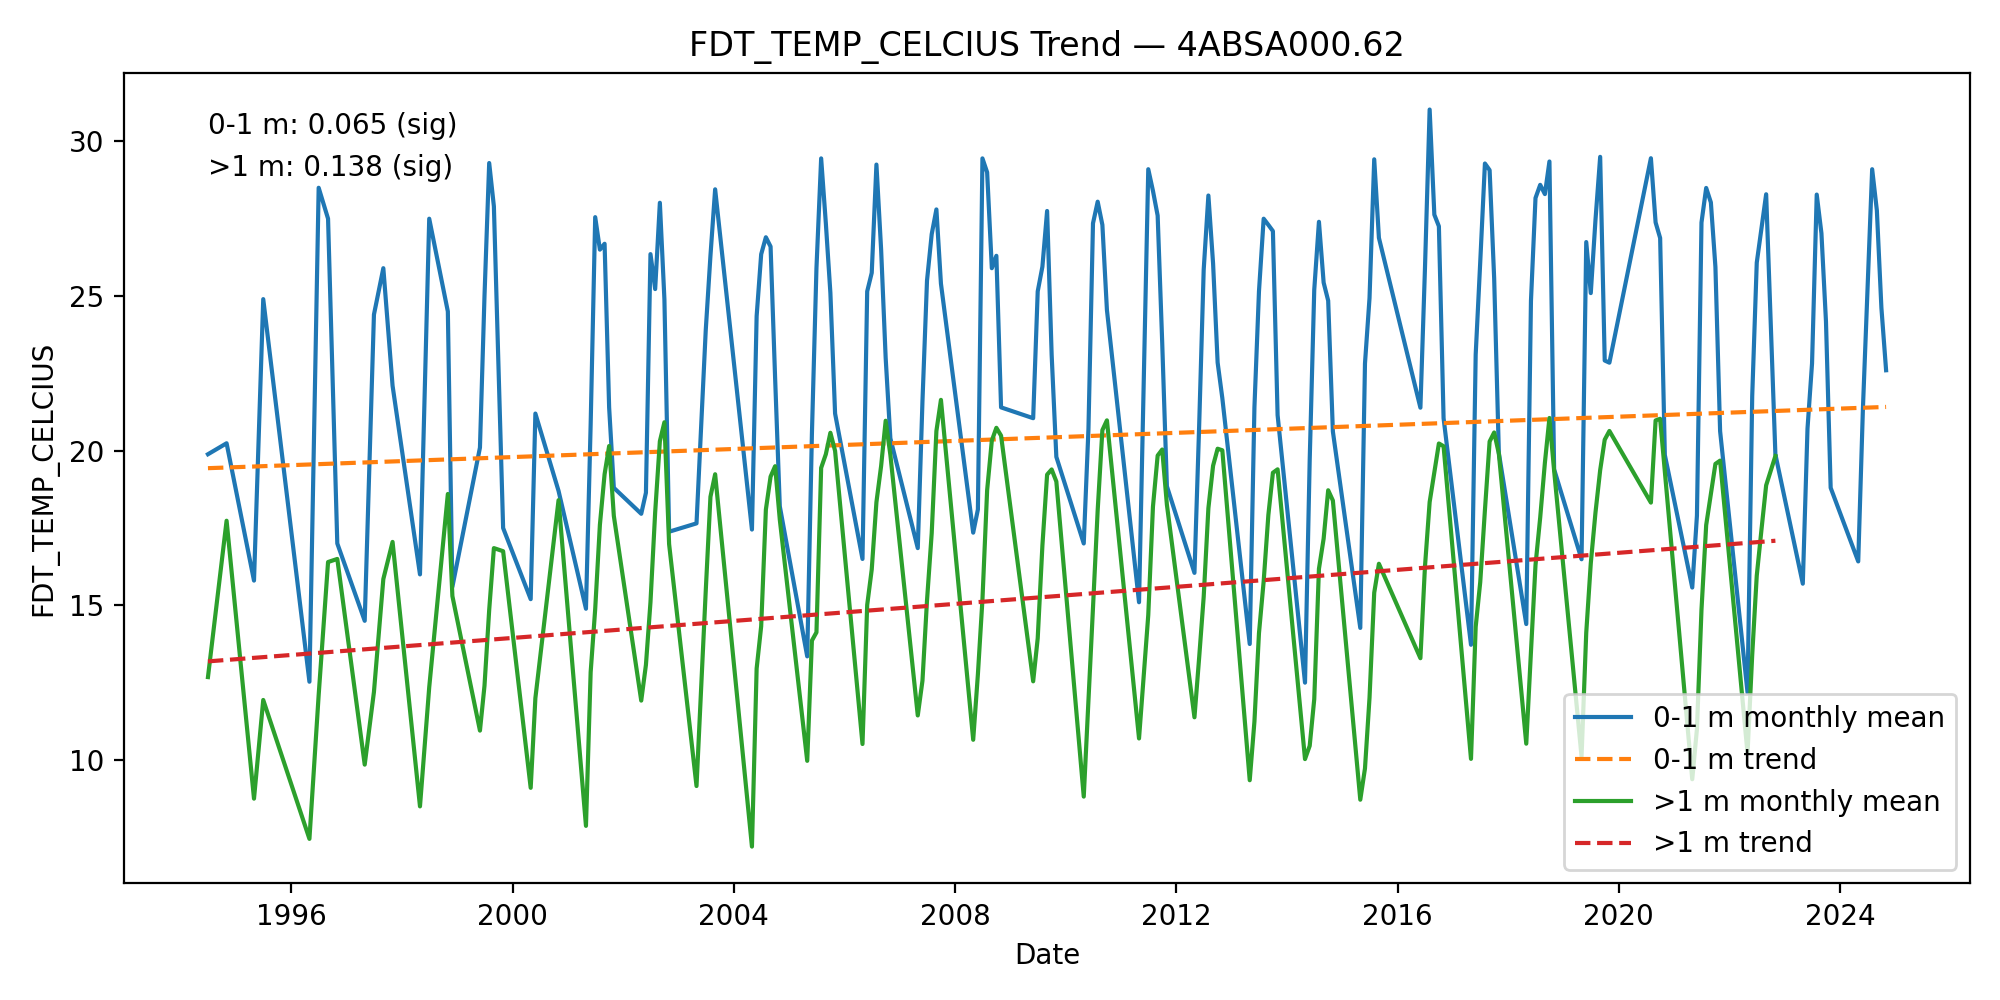 FDT_TEMP_CELCIUS Trend — 4ABSA000.62
0-1 m: 0.065 (sig)
>1 m: 0.138 (sig)
FDT_TEMP_CELCIUS
30
25
20
15
10
0-1 m monthly mean
0-1 m trend
>1 m monthly mean
>1 m trend
1996 2000 2004 2008 2012 2016 2020 2024
Date